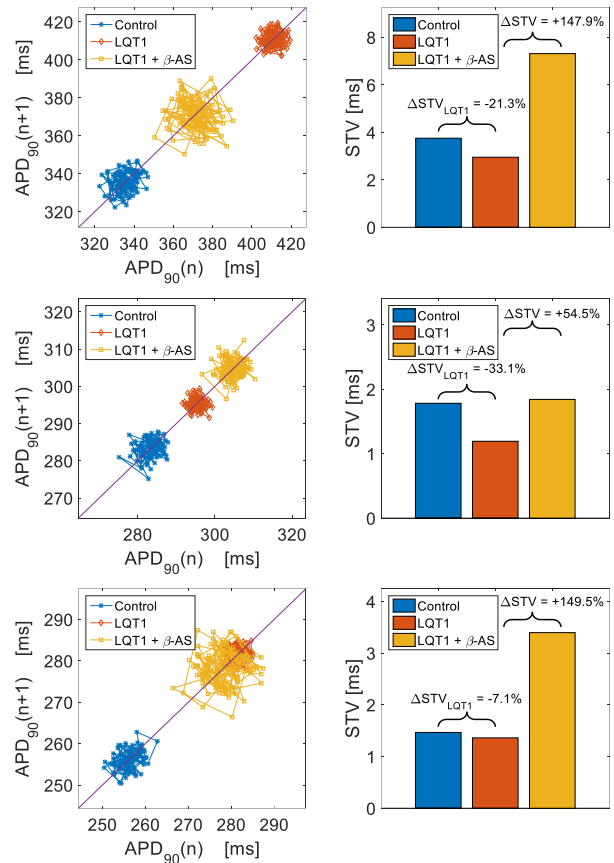 Control
LQT1
LQT1 + β-AS
420
400
380
360
340
320
APD90(n+1) [ms]
320 340 360 380 400 420
APD90(n) [ms]
Control
LQT1
LQT1 + β-AS
ΔSTV = +147.9%
ΔSTVLQT1 = -21.3%
8
6
4
2
0
STV [ms]
Control
LQT1
LQT1 + β-AS
320
310
300
290
280
270
APD90(n+1) [ms]
280 300 320
APD90(n) [ms]
Control
LQT1
LQT1 + β-AS
ΔSTV = +54.5%
ΔSTVLQT1 = -33.1%
3
2
1
0
STV [ms]
Control
LQT1
LQT1 + β-AS
290
280
270
260
250
APD90(n+1) [ms]
250 260 270 280 290
APD90(n) [ms]
Control
LQT1
LQT1 + β-AS
ΔSTV = +149.5%
ΔSTVLQT1 = -7.1%
4
3
2
1
0
STV [ms]